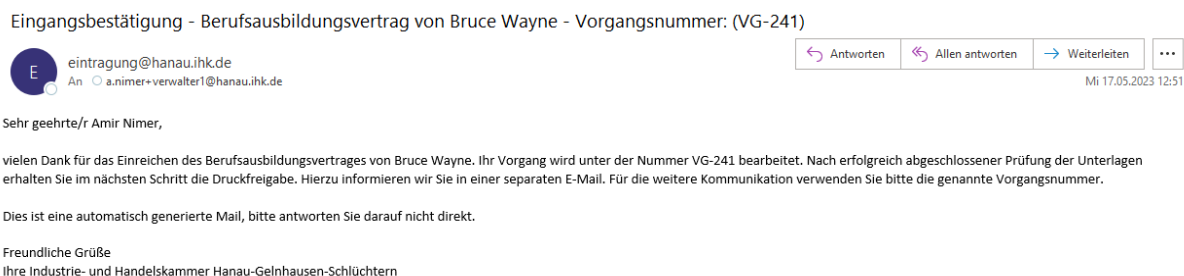 Eingangsbestätigung - Berufsausbildungsvertrag von Bruce Wayne - Vorgangsnummer: (VG-241)
E
eintragung@hanau.ihk.de
An a.nimer+verwalter1@hanau.ihk.de
Antworten
Allen antworten
Weiterleiten
...
Mi 17.05.2023 12:51
Sehr geehrte/r Amir Nimer,
vielen Dank für das Einreichen des Berufsausbildungsvertrages von Bruce Wayne. Ihr Vorgang wird unter der Nummer VG-241 bearbeitet. Nach erfolgreich abgeschlossener Prüfung der Unterlagen
erhalten Sie im nächsten Schritt die Druckfreigabe. Hierzu informieren wir Sie in einer separaten E-Mail. Für die weitere Kommunikation verwenden Sie bitte die genannte Vorgangsnummer.
Dies ist eine automatisch generierte Mail, bitte antworten Sie darauf nicht direkt.
Freundliche Grüße
Ihre Industrie- und Handelskammer Hanau-Gelnhausen-Schlüchtern